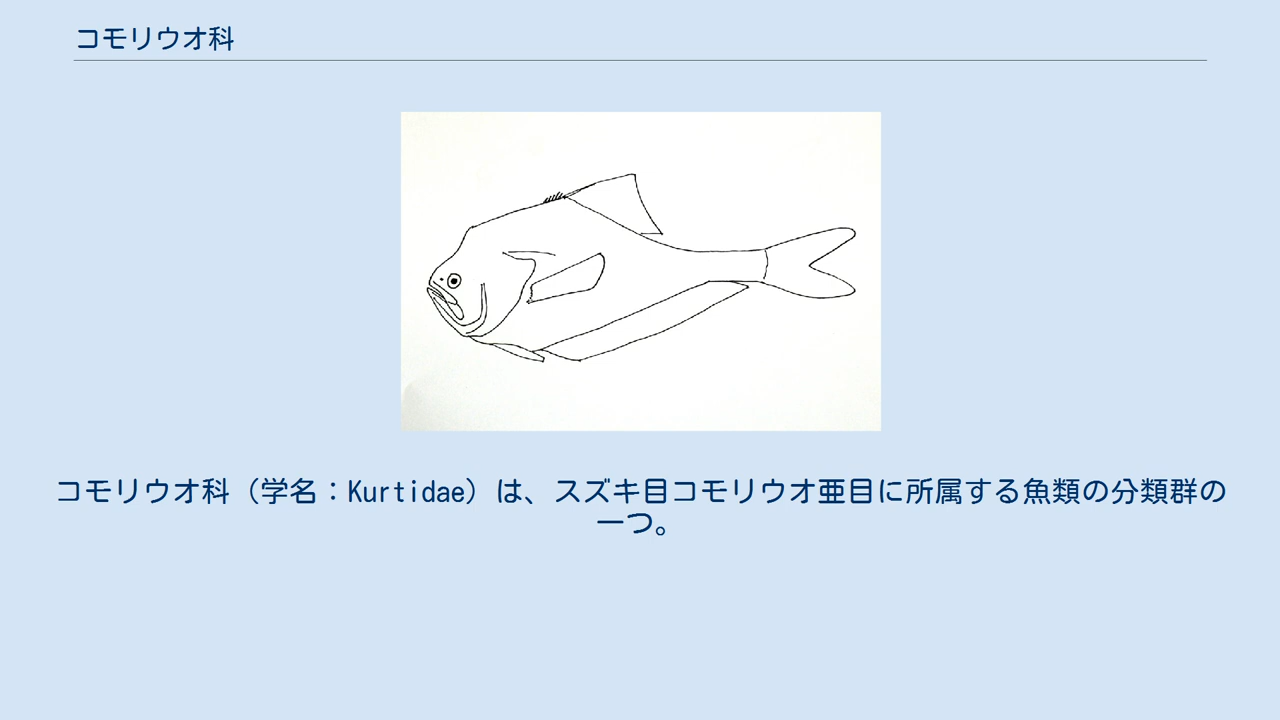 コモリウオ科
コモリウオ科（学名：Kurtidae）は、スズキ目コモリウオ亜目に所属する魚類の分類群の
一つ。